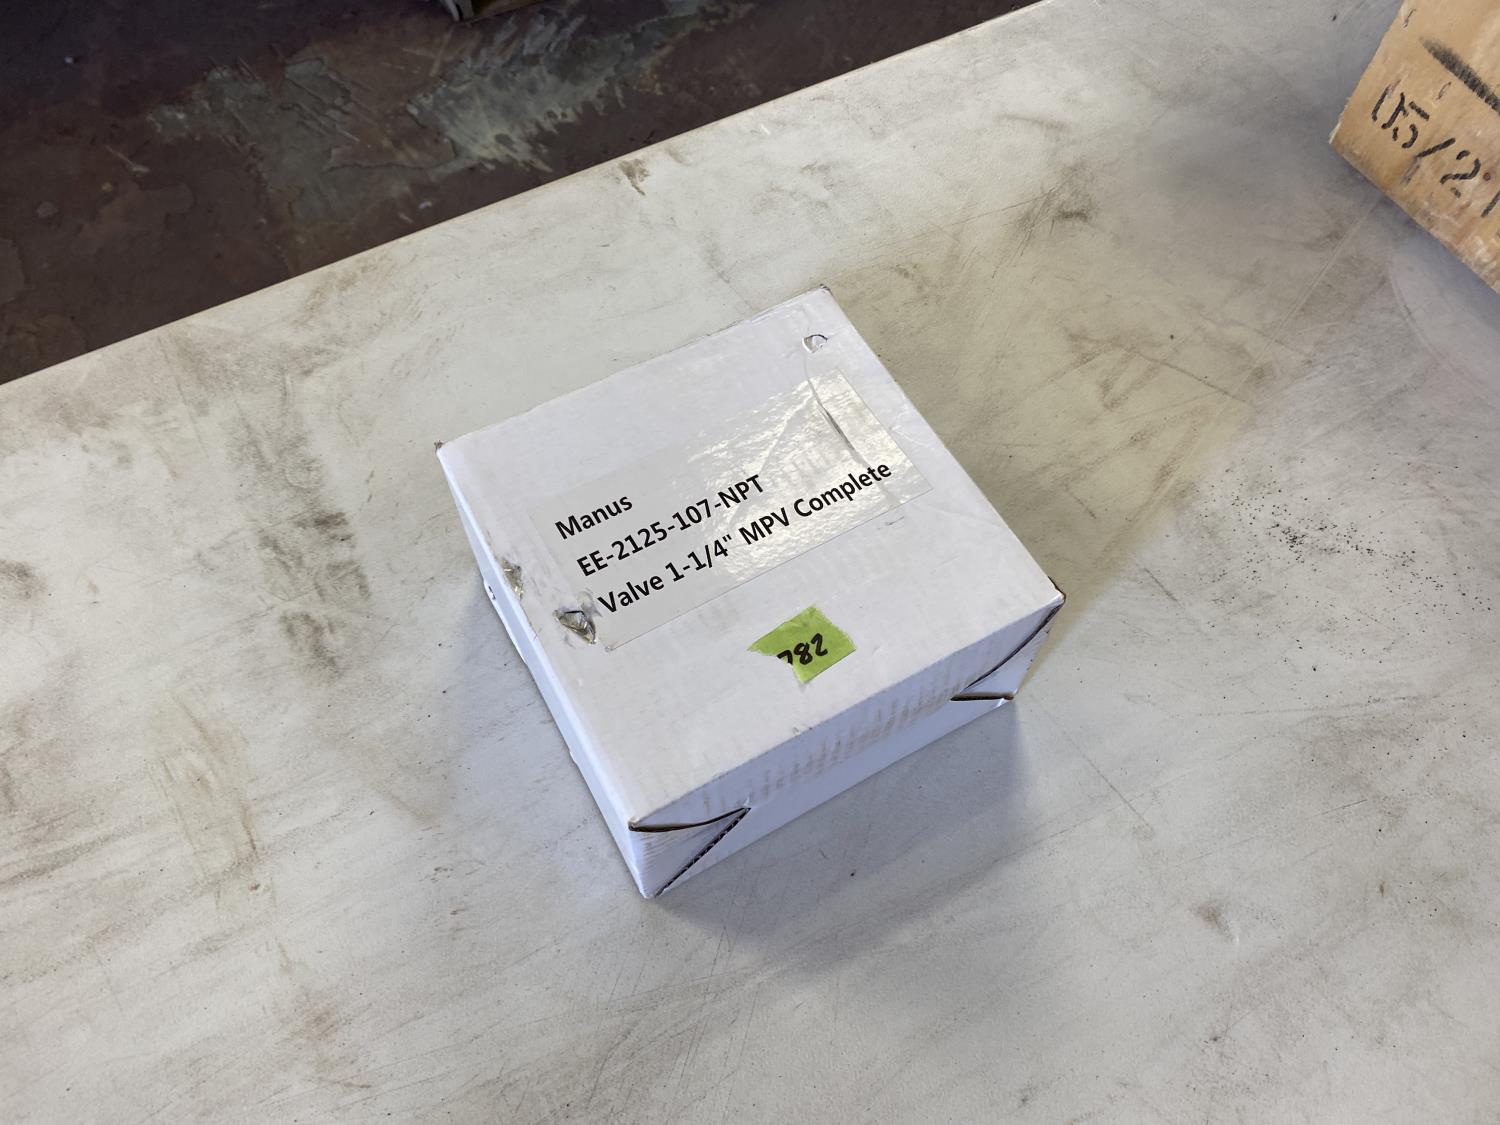 Manus
EE-2125-107-NPT
Valve 1-1/4" MPV Complete
782